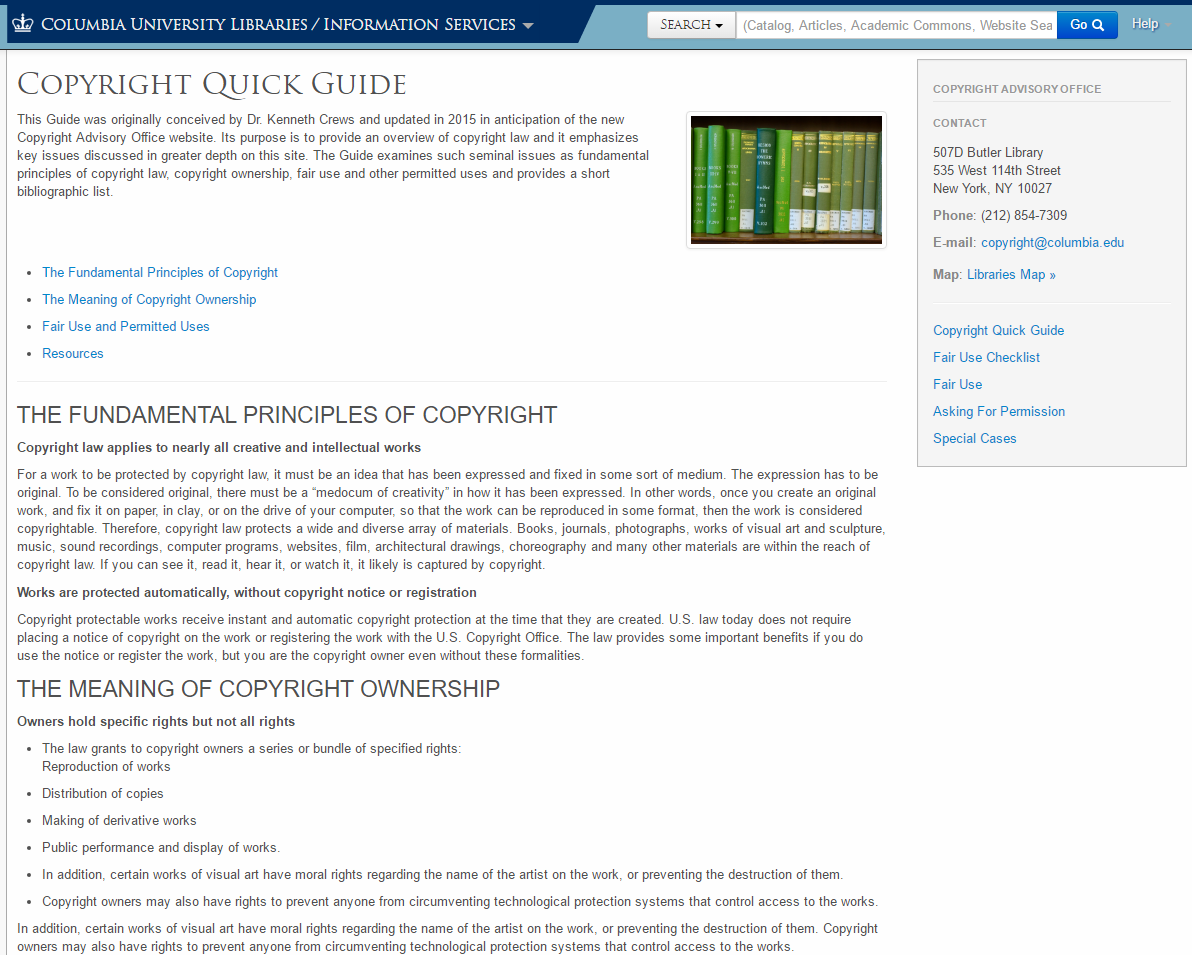 COLUMBIA UNIVERSITY LIBRARIES / INFORMATION SERVICES
SEARCH
(Catalog, Articles, Academic Commons, Website Sea
Go
Help
COPYRIGHT QUICK GUIDE
This Guide was originally conceived by Dr. Kenneth Crews and updated in 2015 in anticipation of the new
Copyright Advisory Office website. Its purpose is to provide an overview of copyright law and it emphasizes
key issues discussed in greater depth on this site. The Guide examines such seminal issues as fundamental
principles of copyright law, copyright ownership, fair use and other permitted uses and provides a short
bibliographic list.
• The Fundamental Principles of Copyright
• The Meaning of Copyright Ownership
• Fair Use and Permitted Uses
• Resources
THE FUNDAMENTAL PRINCIPLES OF COPYRIGHT
Copyright law applies to nearly all creative and intellectual works
For a work to be protected by copyright law, it must be an idea that has been expressed and fixed in some sort of medium. The expression has to be
original. To be considered original, there must be a “medocum of creativity” in how it has been expressed. In other words, once you create an original
work, and fix it on paper, in clay, or on the drive of your computer, so that the work can be reproduced in some format, then the work is considered
copyrightable. Therefore, copyright law protects a wide and diverse array of materials. Books, journals, photographs, works of visual art and sculpture,
music, sound recordings, computer programs, websites, film, architectural drawings, choreography and many other materials are within the reach of
copyright law. If you can see it, read it, hear it, or watch it, it likely is captured by copyright.
Works are protected automatically, without copyright notice or registration
Copyright protectable works receive instant and automatic copyright protection at the time that they are created. U.S. law today does not require
placing a notice of copyright on the work or registering the work with the U.S. Copyright Office. The law provides some important benefits if you do
use the notice or register the work, but you are the copyright owner even without these formalities.
THE MEANING OF COPYRIGHT OWNERSHIP
Owners hold specific rights but not all rights
• The law grants to copyright owners a series or bundle of specified rights:
Reproduction of works
• Distribution of copies
• Making of derivative works
• Public performance and display of works.
• In addition, certain works of visual art have moral rights regarding the name of the artist on the work, or preventing the destruction of them.
• Copyright owners may also have rights to prevent anyone from circumventing technological protection systems that control access to the works.
In addition, certain works of visual art have moral rights regarding the name of the artist on the work, or preventing the destruction of them. Copyright
owners may also have rights to prevent anyone from circumventing technological protection systems that control access to the works.
COPYRIGHT ADVISORY OFFICE
CONTACT
507D Butler Library
535 West 114th Street
New York, NY 10027
Phone: (212) 854-7309
E-mail: copyright@columbia.edu
Map: Libraries Map »
Copyright Quick Guide
Fair Use Checklist
Fair Use
Asking For Permission
Special Cases